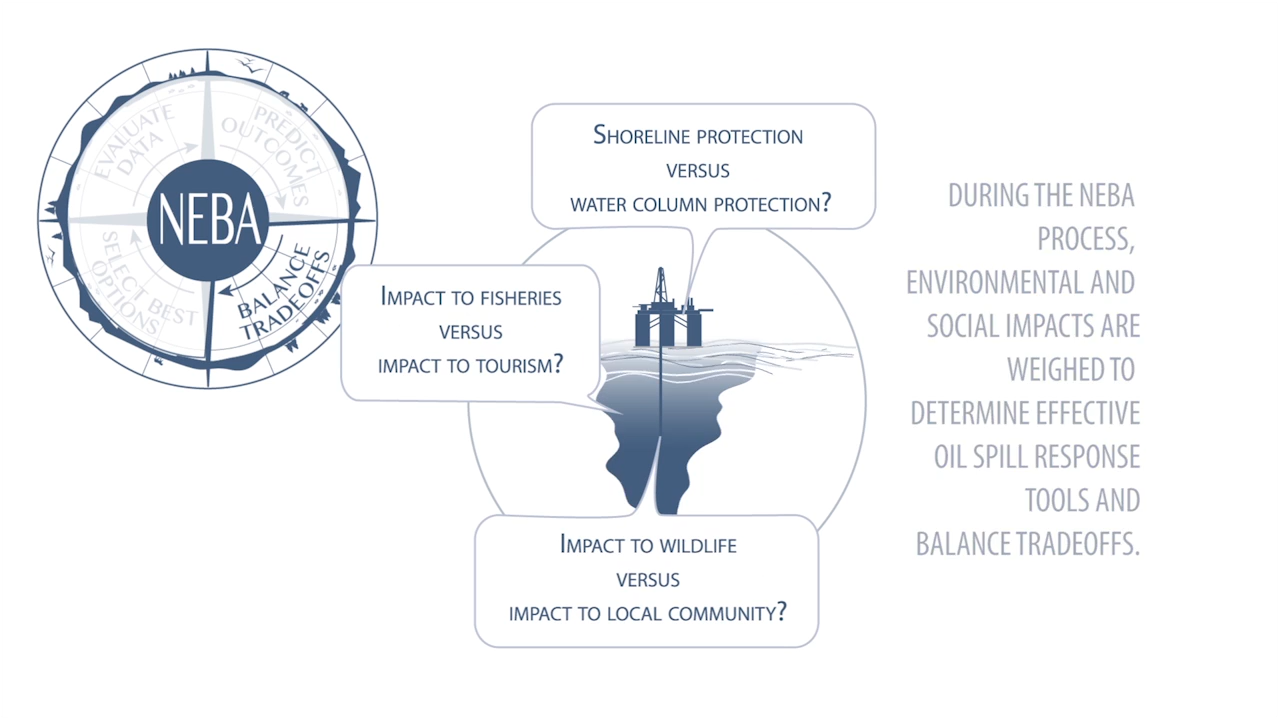 EVALUATE
DATA
PREDICT
OUTCOMES
NEBA
SELECT BEST
OPTIONS
BALANCE
TRADEOFFS
Shoreline protection
versus
water column protection?
Impact to fisheries
versus
impact to tourism?
Impact to wildlife
versus
impact to local community?
DURING THE NEBA
PROCESS,
ENVIRONMENTAL AND
SOCIAL IMPACTS ARE
WEIGHED TO
DETERMINE EFFECTIVE
OIL SPILL RESPONSE
TOOLS AND
BALANCE TRADEOFFS.